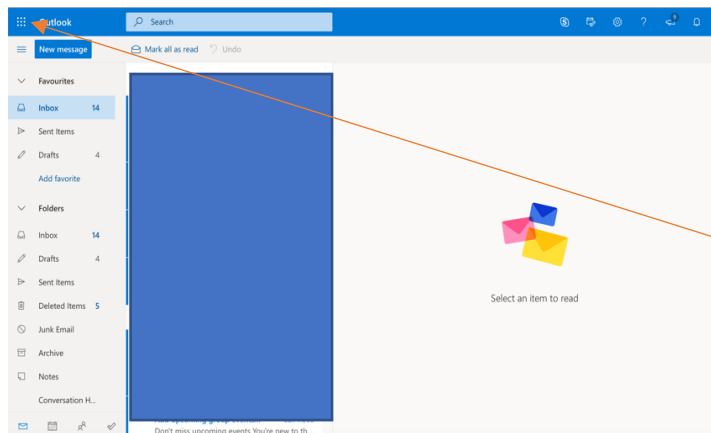 Outlook
Search
9
New message
Mark all as read
Undo
Favourites
Inbox 14
Sent Items
Drafts 4
Add favorite
Folders
Inbox 14
Drafts 4
Sent Items
Deleted Items 5
Junk Email
Archive
Notes
Conversation H...
Select an item to read
Don't miss upcoming events You're new to th...